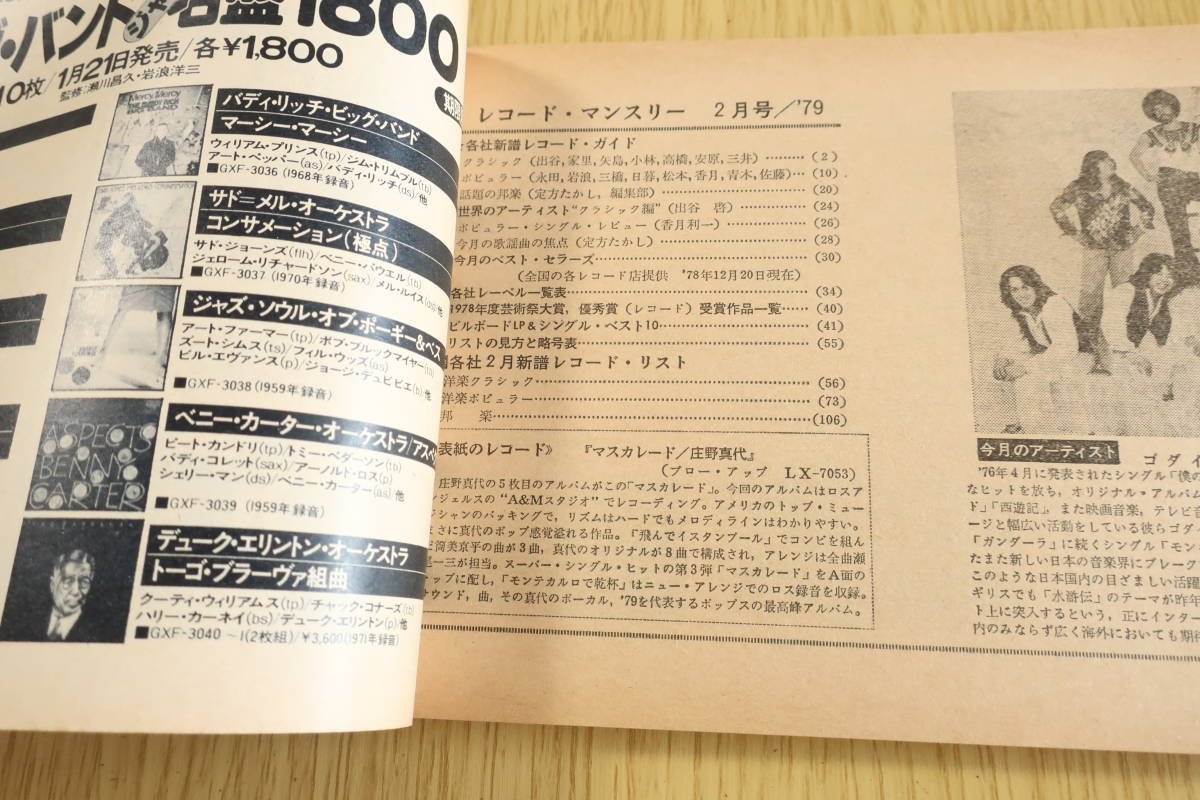 ・バンド 名盤1800
10枚/1月21日発売/各¥1,800
監修:瀬川昌久・岩浪洋三
バディ・リッチ・ビッグ・バンド
マーシー・マーシー
ウィリアム・プリンス(tp)/ジム・トリムブル(tb)
アート・ペッパー(as)/バディ・リッチ(ds)/他
■GXF-3036 (1968年録音)
サド=メル・オーケストラ
コンサメーション(極点)
サド・ジョーンズ(flh)/ベニー・パウエル(tb)
ジェローム・リチャードソン(sax)/メル・ルイス(ds)他
■GXF-3037 (1970年録音)
ジャズ・ソウル・オブ・ポーギー&ベス
アート・ファーマー(tp)/ボブ・ブルックマイヤー(tb)
ズート・シムス(ts)/フィル・ウッズ(as)
ビル・エヴァンス(p)/ジョージ・デュビビエ(b)他
■GXF-3038 (1959年録音)
ASPECTS
BENNY
CARTER
ベニー・カーター・オーケストラ/アスペ
ピート・カンドリ(tp)/トミー・ペダーソン(tb)
バディ・コレット(sax)/アーノルド・ロス(p)
シェリー・マン(ds)/ベニー・カーター(as)他
■GXF-3039 (1959年録音)
デューク・エリントン・オーケストラ
トーゴ・ブラーヴァ組曲
クーティ・ウィリアムス(tp)/チャック・コナーズ(tb)
ハリー・カーネイ(bs)/デューク・エリントン(p)他
■GXF-3040~1(2枚組)/¥3,600(1971年録音)
レコード・マンスリー 2月号/'79
各社新譜レコード・ガイド
クラシック(出谷,家里,矢島,小林,高橋,安原,三井)………(2)
ポピュラー(永田,岩浪,三橋,日暮,松本,香月,青木,佐藤)…(10)
話題の邦楽(定方たかし,編集部)………(20)
世界のアーティスト“クラシック編”(出谷 啓)………(24)
ポピュラー・シングル・レビュー(香月利一)………(26)
今月の歌謡曲の焦点(定方たかし)………(28)
今月のベスト・セラーズ………(30)
(全国の各レコード店提供 '78年12月20日現在)
各社レーベル一覧表………(34)
1978年度芸術祭大賞,優秀賞(レコード)受賞作品一覧……(40)
ビルボードLP&シングル・ベスト10………(41)
リストの見方と略号表………(55)
各社2月新譜レコード・リスト
洋楽クラシック………(56)
洋楽ポピュラー………(73)
邦 楽………(106)
表紙のレコード》 『マスカレード/庄野真代』
(ブロー・アップ LX-7053)
庄野真代の5枚目のアルバムがこの「マスカレード」。今回のアルバムはロスア
ンジェルスの“A&Mスタジオ”でレコーディング。アメリカのトップ・ミュー
ジシャンのバッキングで,リズムはハードでもメロディラインはわかりやすい。
まさに真代のポップ感覚溢れる作品。「飛んでイスタンブール」でコンビを組ん
だ筒美京平の曲が3曲,真代のオリジナルが8曲で構成され,アレンジは全曲瀬
尾一三が担当。スーパー・シングル・ヒットの第3弾「マスカレード」をA面の
トップに配し,「モンテカルロで乾杯」はニュー・アレンジでのロス録音を収録。
サウンド,曲,その真代のボーカル,'79を代表するポップスの最高峰アルバム。
今月のアーティスト ゴダイ
'76年4月に発表されたシングル「僕の
なヒットを放ち,オリジナル・アルバム
ド」「西遊記」,また映画音楽,テレビ音
ージと幅広い活動をしている彼らゴダ
「ガンダーラ」に続くシングル「モン
たまた新しい日本の音楽界にブレーク
このような日本国内の目ざましい活躍
ギリスでも「水滸伝」のテーマが昨年
ト上に突入するという,正にインター
内のみならず広く海外においても期待